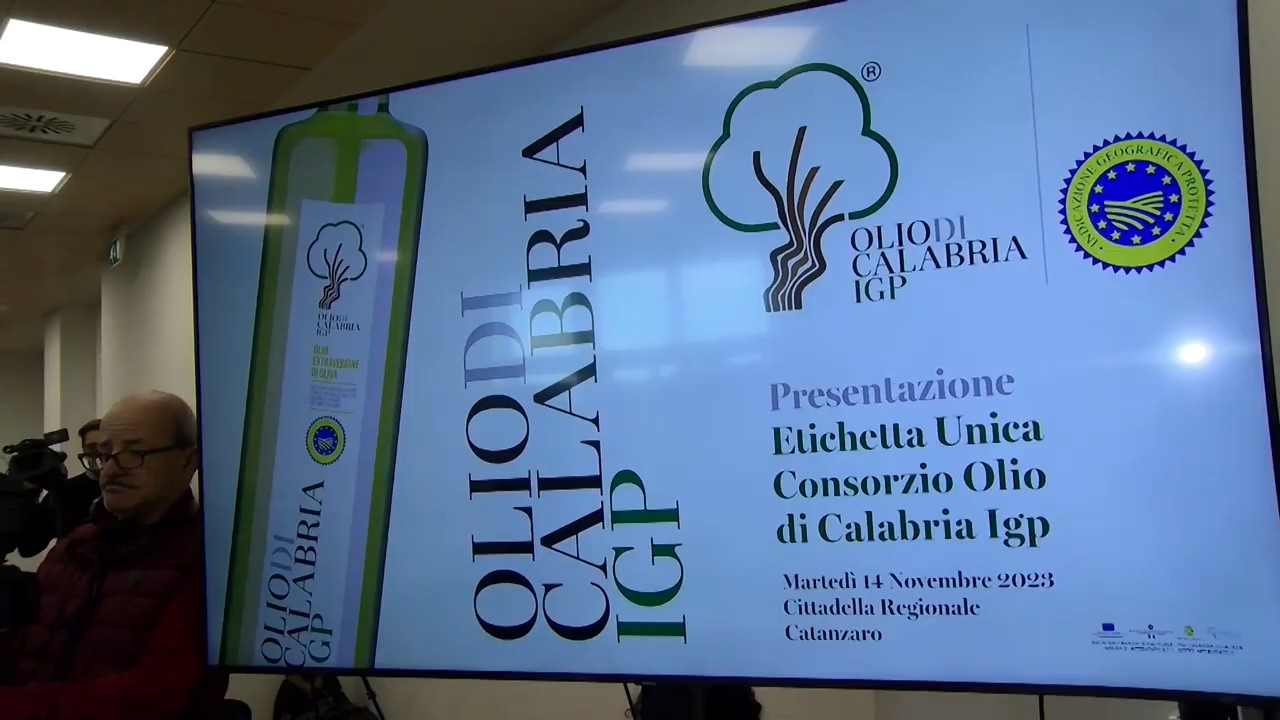 OLIO DI
CALABRIA
IGP
OLIO
EXTRAVERGINE
DI OLIVA
OLIO DI
CALABRIA
IGP
OLIO DI
CALABRIA
IGP
®
OLIO DI
CALABRIA
IGP
INDICAZIONE GEOGRAFICA PROTETTA
Presentazione
Etichetta Unica
Consorzio Olio
di Calabria Igp
Martedì 14 Novembre 2023
Cittadella Regionale
Catanzaro